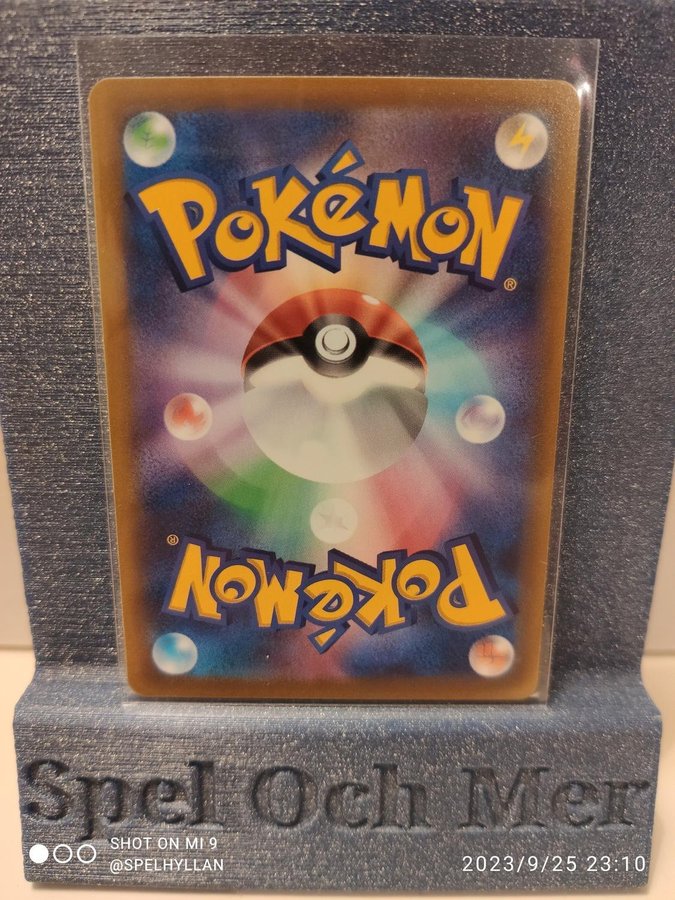 POKéMON
®
®
POKéMON
Spel Och Mer
SHOT ON MI 9
@SPELHYLLAN
2023/9/25 23:10